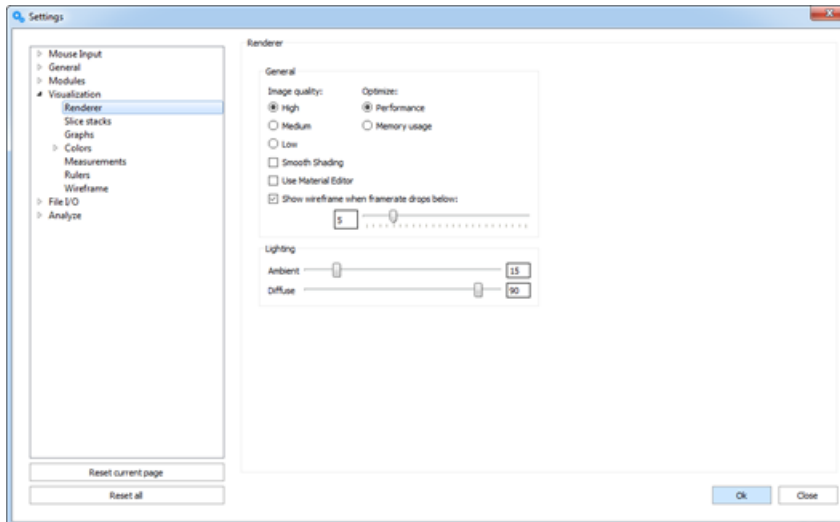 Settings
Mouse Input
General
Modules
Visualization
Renderer
Slice stacks
Graphs
Colors
Measurements
Rulers
Wireframe
File I/O
Analyze
Reset current page
Reset all
Renderer
General
Image quality: Optimize:
High Performance
Medium Memory usage
Low
Smooth Shading
Use Material Editor
Show wireframe when framerate drops below:
5
Lighting
Ambient 15
Diffuse 90
Ok Close